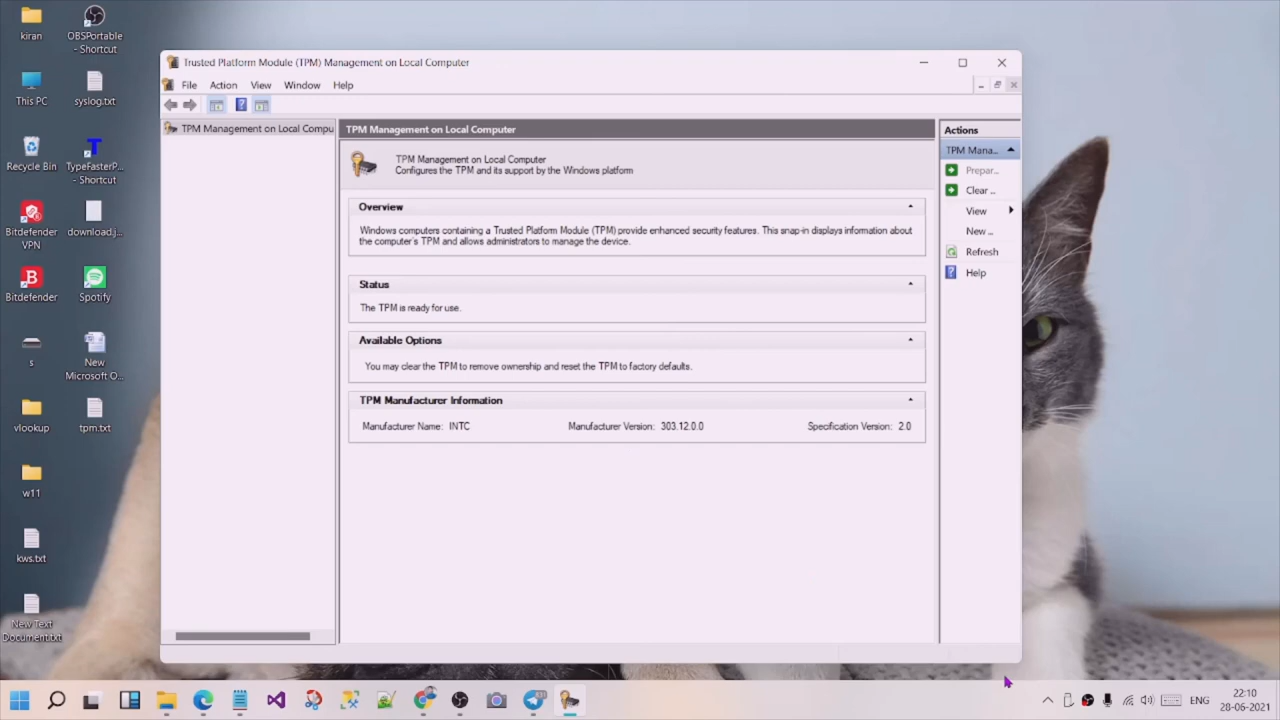 kiran
OBSPortable
- Shortcut
This PC
syslog.txt
Recycle Bin
TypeFasterP...
- Shortcut
Bitdefender
VPN
download.j...
Bitdefender
Spotify
s
New
Microsoft O...
vlookup
tpm.txt
w11
kws.txt
New Text
Document.txt
Trusted Platform Module (TPM) Management on Local Computer
File Action View Window Help
TPM Management on Local Compu
TPM Management on Local Computer
TPM Management on Local Computer
Configures the TPM and its support by the Windows platform
Overview
Windows computers containing a Trusted Platform Module (TPM) provide enhanced security features. This snap-in displays information about
the computer's TPM and allows administrators to manage the device.
Status
The TPM is ready for use.
Available Options
You may clear the TPM to remove ownership and reset the TPM to factory defaults.
TPM Manufacturer Information
Manufacturer Name: INTC Manufacturer Version: 303.12.0.0 Specification Version: 2.0
Actions
TPM Mana...
Prepar...
Clear ...
View
New ...
Refresh
Help
ENG
22:10
28-06-2021